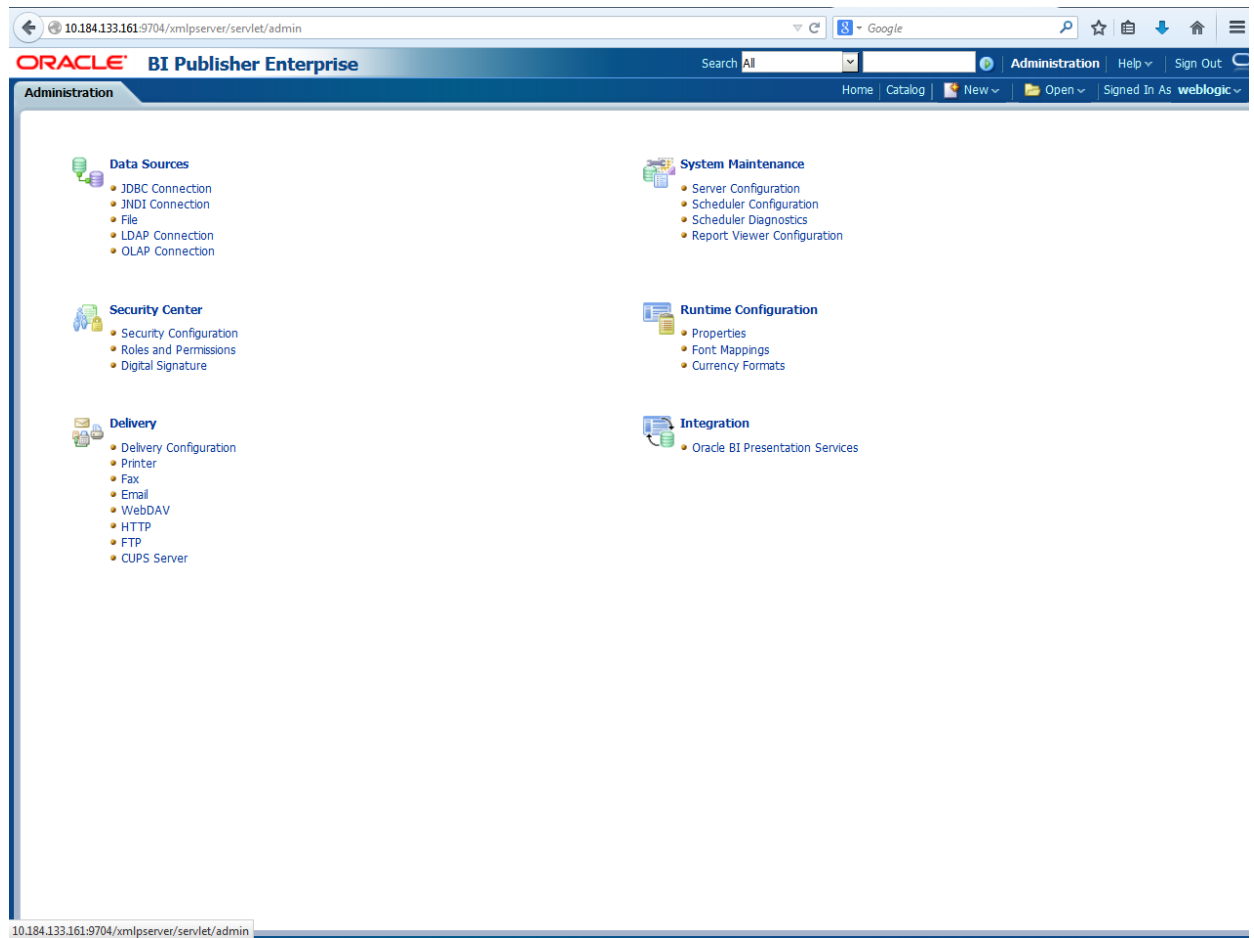 10.184.133.161:9704/xmlpserver/servlet/admin
Google
ORACLE BI Publisher Enterprise
Search All
Administration Help Sign Out
Administration
Home Catalog New Open Signed In As weblogic
Data Sources
JDBC Connection
JNDI Connection
File
LDAP Connection
OLAP Connection
System Maintenance
Server Configuration
Scheduler Configuration
Scheduler Diagnostics
Report Viewer Configuration
Security Center
Security Configuration
Roles and Permissions
Digital Signature
Runtime Configuration
Properties
Font Mappings
Currency Formats
Delivery
Delivery Configuration
Printer
Fax
Email
WebDAV
HTTP
FTP
CUPS Server
Integration
Oracle BI Presentation Services
10.184.133.161:9704/xmlpserver/servlet/admin